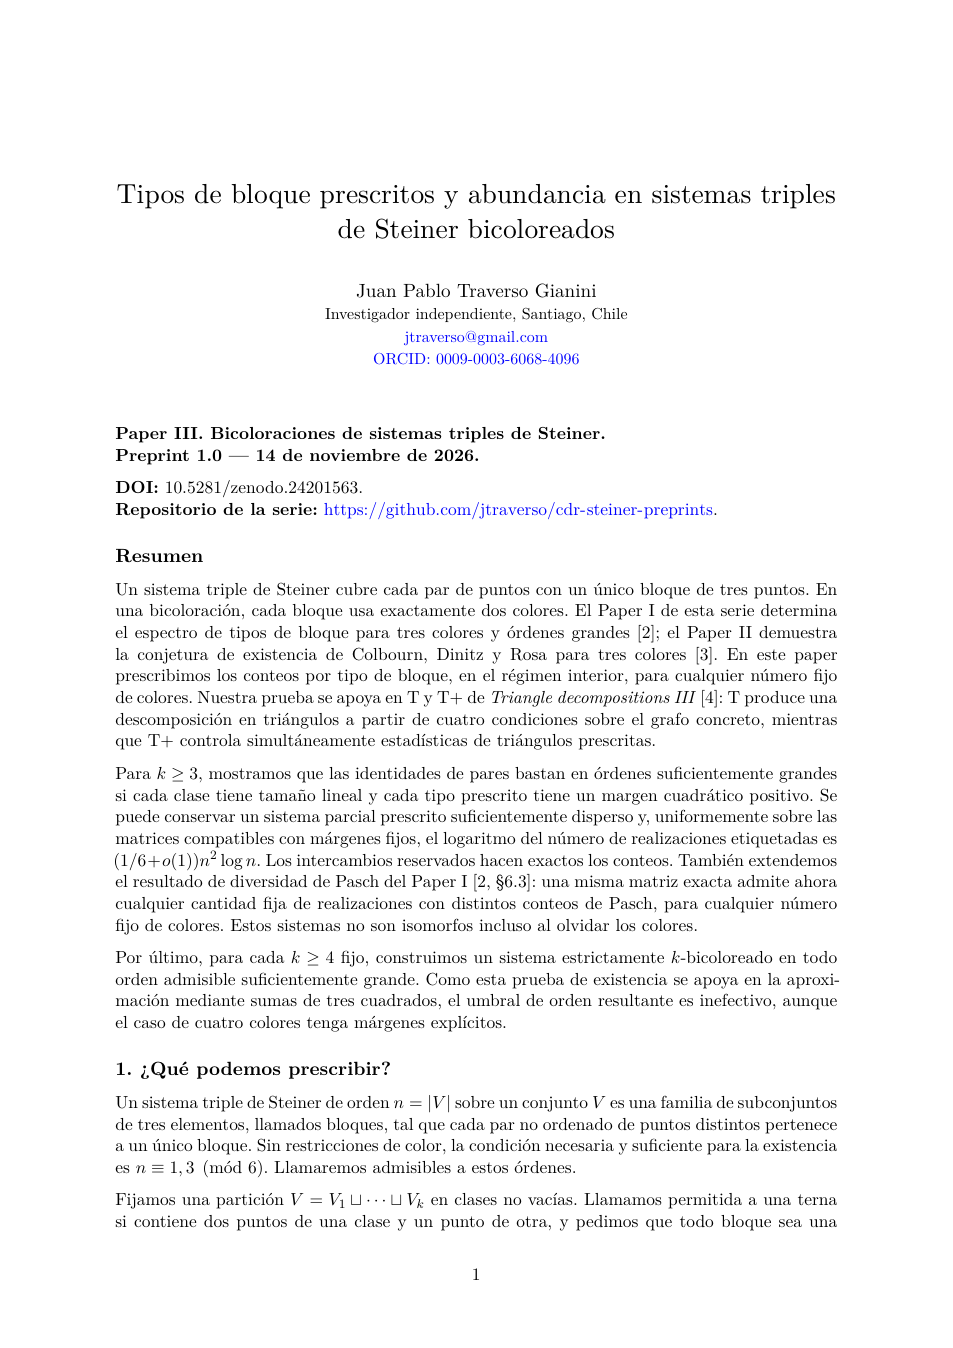 Tipos de bloque prescritos y abundancia en sistemas triples
de Steiner bicoloreados
Juan Pablo Traverso Gianini
Investigador independiente, Santiago, Chile
jtraverso@gmail.com
ORCID: 0009-0003-6068-4096
Paper III. Bicoloraciones de sistemas triples de Steiner.
Preprint 1.0 — 14 de noviembre de 2026.
DOI: 10.5281/zenodo.24201563.
Repositorio de la serie: https://github.com/jtraverso/cdr-steiner-preprints.
Resumen
Un sistema triple de Steiner cubre cada par de puntos con un único bloque de tres puntos. En
una bicoloración, cada bloque usa exactamente dos colores. El Paper I de esta serie determina
el espectro de tipos de bloque para tres colores y órdenes grandes [2]; el Paper II demuestra
la conjetura de existencia de Colbourn, Dinitz y Rosa para tres colores [3]. En este paper
prescribimos los conteos por tipo de bloque, en el régimen interior, para cualquier número fijo
de colores. Nuestra prueba se apoya en T y T+ de Triangle decompositions III [4]: T produce una
descomposición en triángulos a partir de cuatro condiciones sobre el grafo concreto, mientras
que T+ controla simultáneamente estadísticas de triángulos prescritas.
Para k ≥ 3, mostramos que las identidades de pares bastan en órdenes suficientemente grandes
si cada clase tiene tamaño lineal y cada tipo prescrito tiene un margen cuadrático positivo. Se
puede conservar un sistema parcial prescrito suficientemente disperso y, uniformemente sobre las
matrices compatibles con márgenes fijos, el logaritmo del número de realizaciones etiquetadas es
(1/6+o(1))n² log n. Los intercambios reservados hacen exactos los conteos. También extendemos
el resultado de diversidad de Pasch del Paper I [2, §6.3]: una misma matriz exacta admite ahora
cualquier cantidad fija de realizaciones con distintos conteos de Pasch, para cualquier número
fijo de colores. Estos sistemas no son isomorfos incluso al olvidar los colores.
Por último, para cada k ≥ 4 fijo, construimos un sistema estrictamente k-bicoloreado en todo
orden admisible suficientemente grande. Como esta prueba de existencia se apoya en la aproxi-
mación mediante sumas de tres cuadrados, el umbral de orden resultante es inefectivo, aunque
el caso de cuatro colores tenga márgenes explícitos.
1. ¿Qué podemos prescribir?
Un sistema triple de Steiner de orden n = |V| sobre un conjunto V es una familia de subconjuntos
de tres elementos, llamados bloques, tal que cada par no ordenado de puntos distintos pertenece
a un único bloque. Sin restricciones de color, la condición necesaria y suficiente para la existencia
es n ≡ 1, 3 (mód 6). Llamaremos admisibles a estos órdenes.
Fijamos una partición V = V₁ ⊔ ··· ⊔ Vₖ en clases no vacías. Llamamos permitida a una terna
si contiene dos puntos de una clase y un punto de otra, y pedimos que todo bloque sea una
1